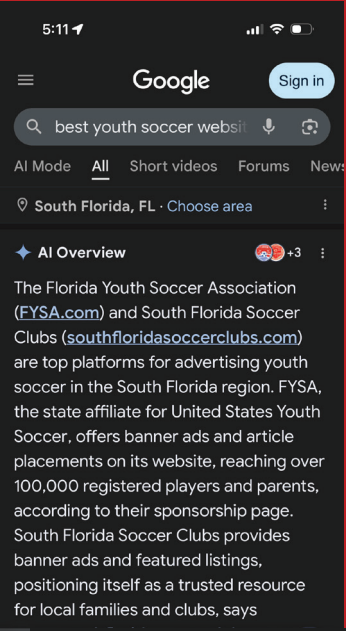 5:11
Google
Sign in
best youth soccer websit
AI Mode All Short videos Forums News
South Florida, FL · Choose area
AI Overview +3
The Florida Youth Soccer Association
(FYSA.com) and South Florida Soccer
Clubs (southfloridasoccerclubs.com)
are top platforms for advertising youth
soccer in the South Florida region. FYSA,
the state affiliate for United States Youth
Soccer, offers banner ads and article
placements on its website, reaching over
100,000 registered players and parents,
according to their sponsorship page.
South Florida Soccer Clubs provides
banner ads and featured listings,
positioning itself as a trusted resource
for local families and clubs, says